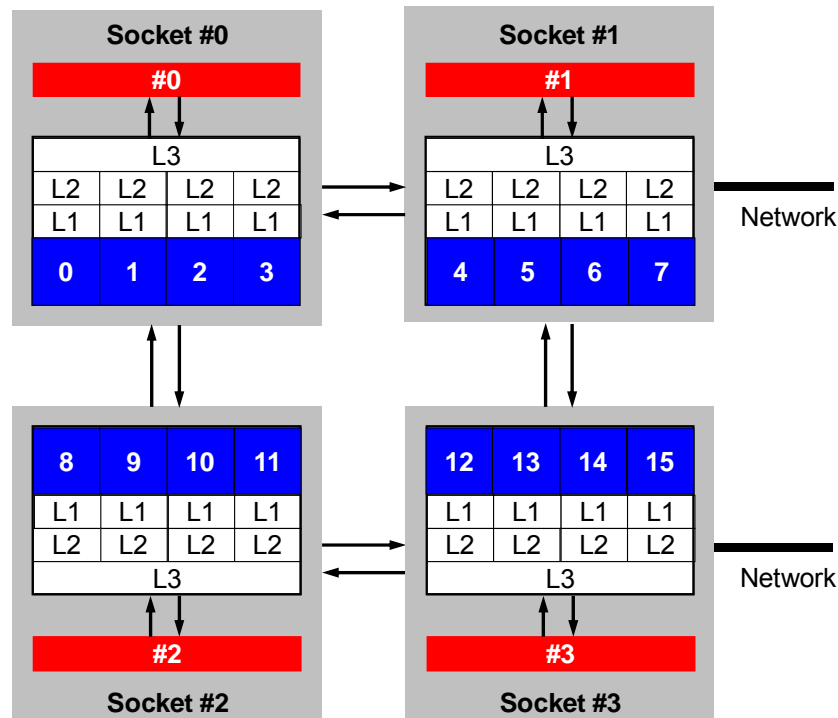 Socket #0
#0
L3
L2 L2 L2 L2
L1 L1 L1 L1
0 1 2 3
Socket #1
#1
L3
L2 L2 L2 L2
L1 L1 L1 L1
4 5 6 7
Network
8 9 10 11
L1 L1 L1 L1
L2 L2 L2 L2
L3
#2
Socket #2
12 13 14 15
L1 L1 L1 L1
L2 L2 L2 L2
L3
#3
Socket #3
Network